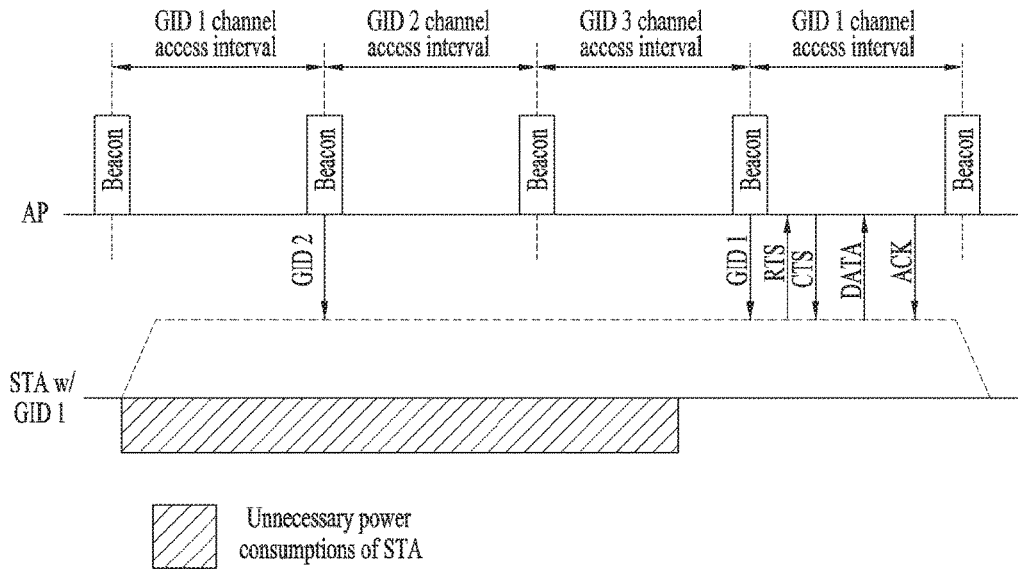 GID 1 channel
access interval
GID 2 channel
access interval
GID 3 channel
access interval
GID 1 channel
access interval
Beacon
Beacon
Beacon
Beacon
Beacon
AP
GID 2
GID 1
RTS
CTS
DATA
ACK
STA w/
GID 1
Unnecessary power
consumptions of STA